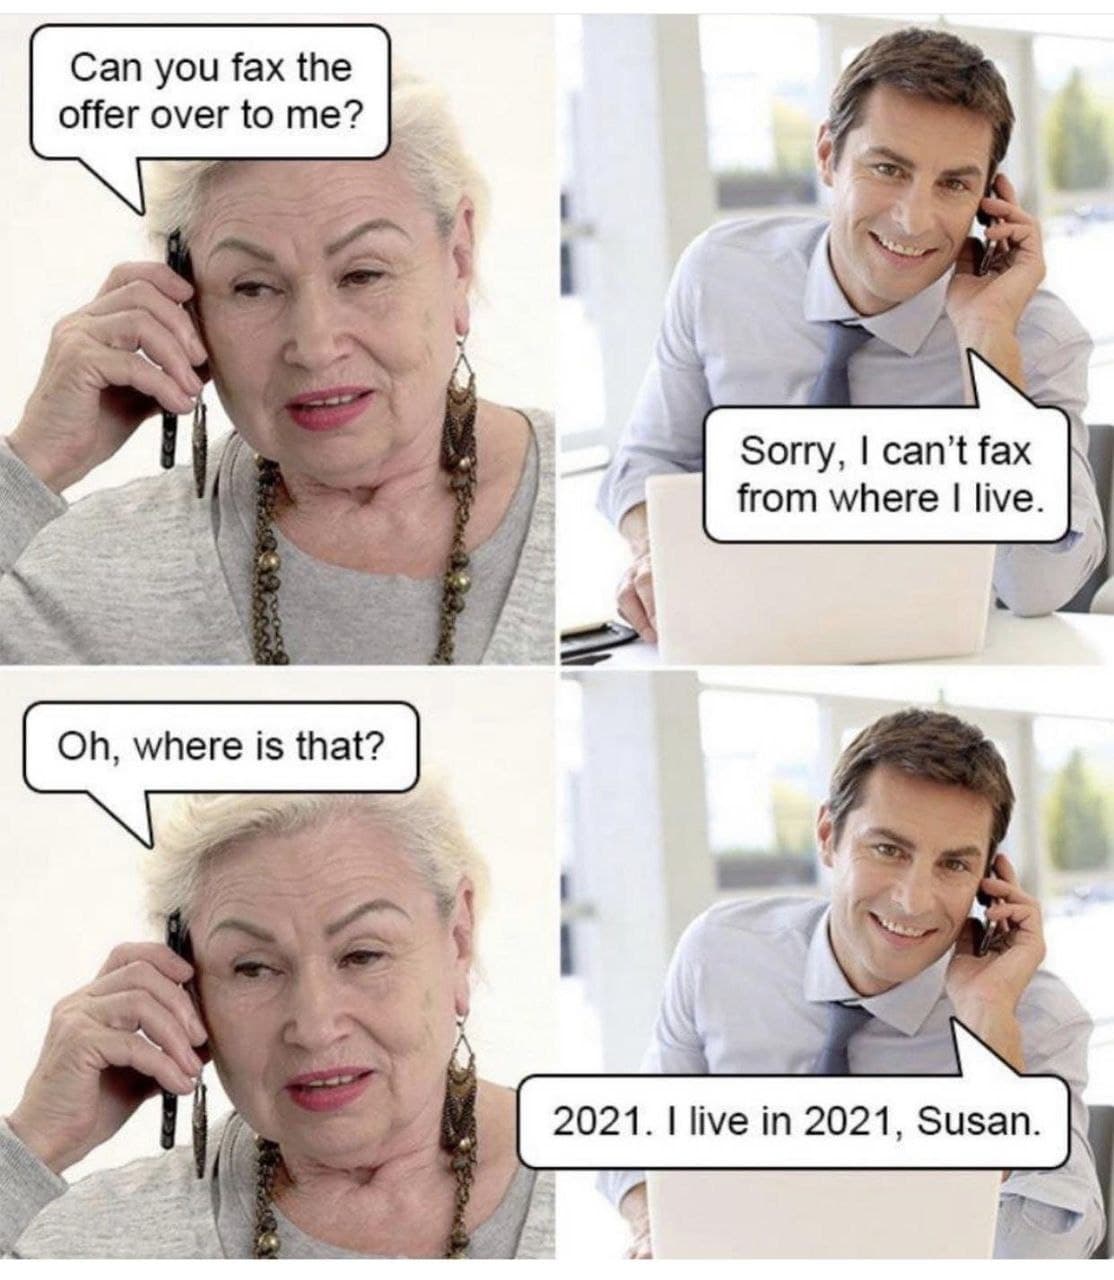 Can you fax the
offer over to me?
Sorry, I can't fax
from where I live.
Oh, where is that?
2021. I live in 2021, Susan.